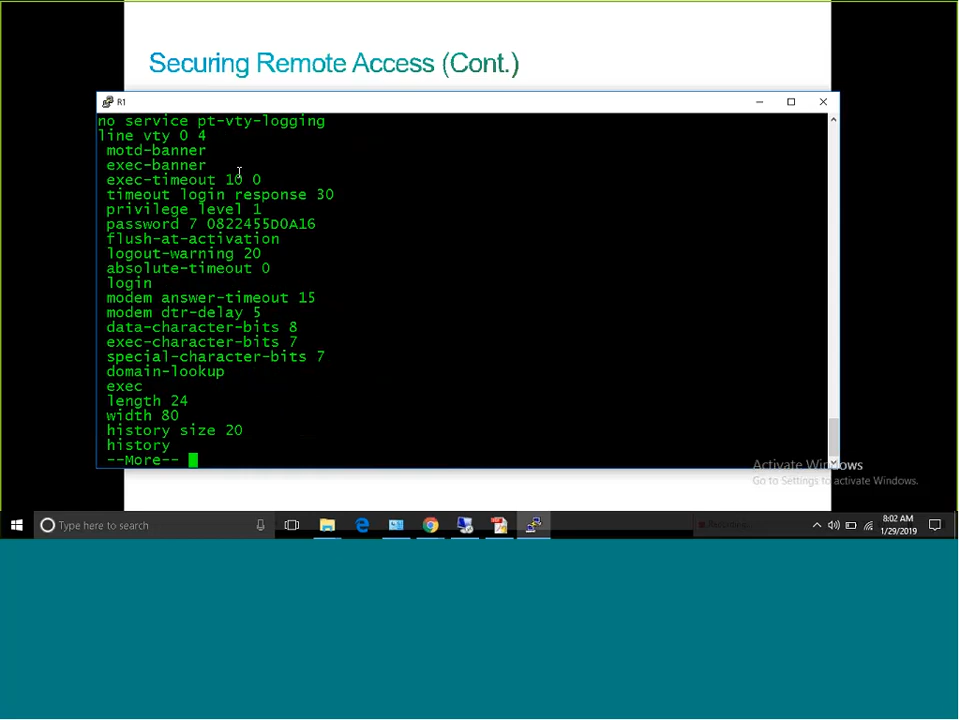 Securing Remote Access (Cont.)
R1
no service pt-vty-logging
line vty 0 4
motd-banner
exec-banner
exec-timeout 10 0
timeout login response 30
privilege level 1
password 7 0822455D0A16
flush-at-activation
logout-warning 20
absolute-timeout 0
login
modem answer-timeout 15
modem dtr-delay 5
data-character-bits 8
exec-character-bits 7
special-character-bits 7
domain-lookup
exec
length 24
width 80
history size 20
history
--More--
Activate Windows
Go to Settings to activate Windows.
Type here to search
8:02 AM
1/29/2019